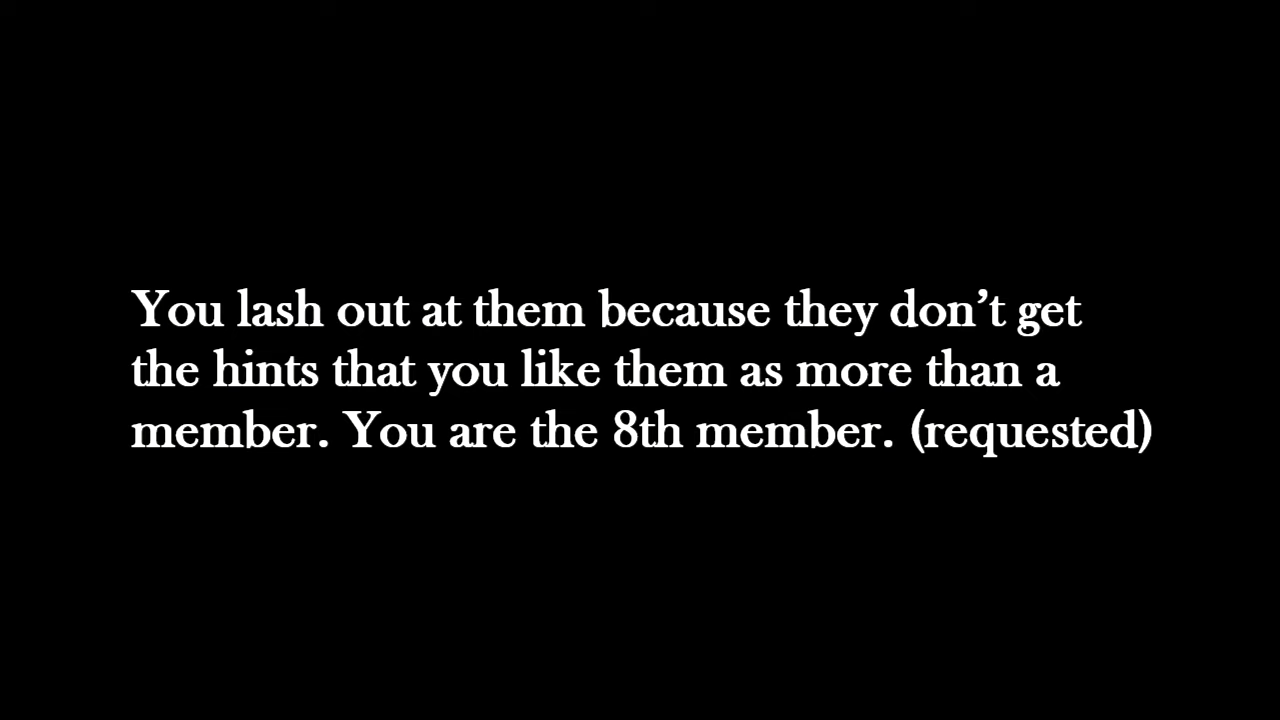 You lash out at them because they don’t get
the hints that you like them as more than a
member. You are the 8th member. (requested)